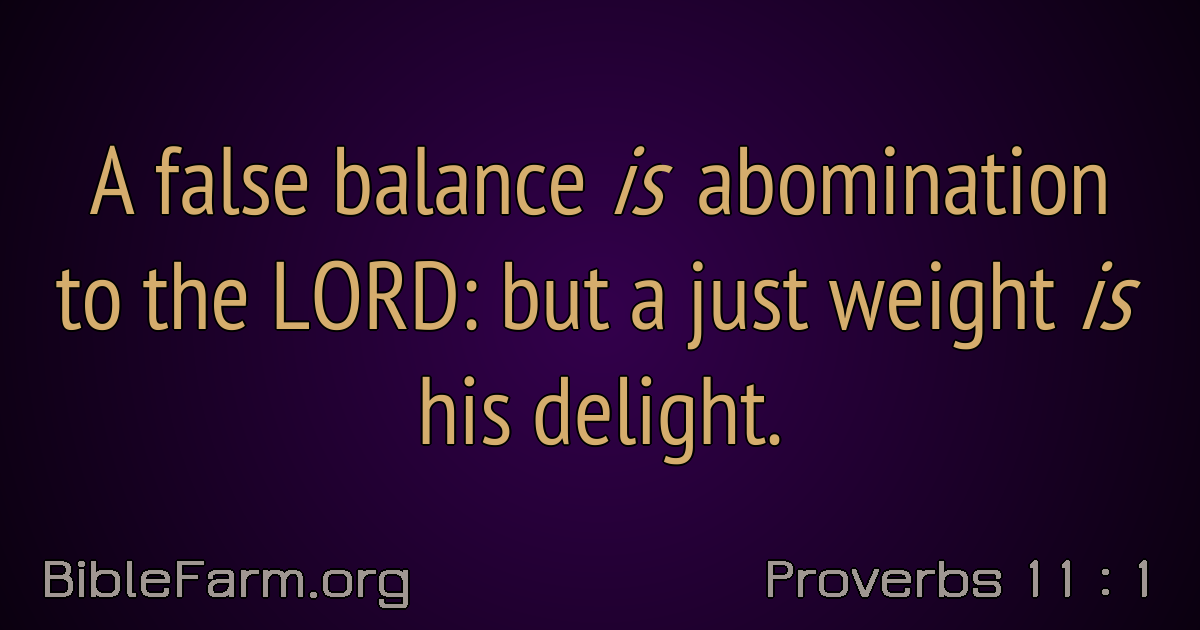 A false balance is abomination
to the LORD: but a just weight is
his delight.
BibleFarm.org
Proverbs 11 : 1